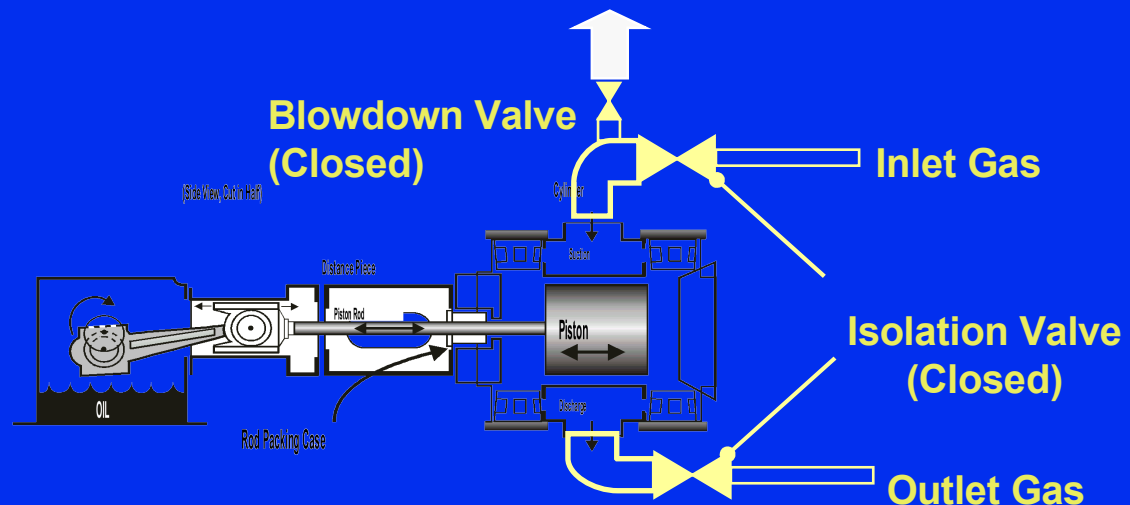 Blowdown Valve
(Closed)
Inlet Gas
(Side View, Cut in Half)
Cylinder
Suction
Distance Piece
Piston Rod
Piston
Isolation Valve
(Closed)
OIL
Discharge
Rod Packing Case
Outlet Gas